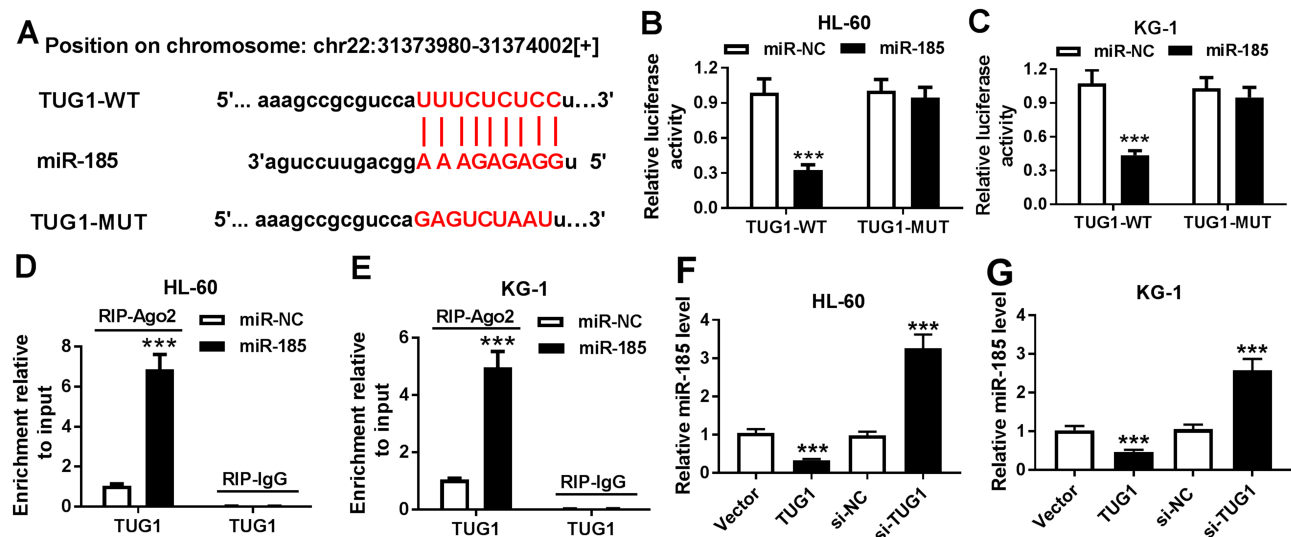 A
Position on chromosome: chr22:31373980-31374002[+]
TUG1-WT 5'... aaagccgcguccaUUUCUCUCCu...3'
miR-185 3'aguccuugacggAAAGAGAGGu 5'
TUG1-MUT 5'... aaagccgcguccaGAGUCUAAUu...3'
B
HL-60
miR-NC miR-185
Relative luciferase
activity
1.2
0.9
0.6
0.3
0.0
***
TUG1-WT TUG1-MUT
C
KG-1
miR-NC miR-185
Relative luciferase
activity
1.2
0.9
0.6
0.3
0.0
***
TUG1-WT TUG1-MUT
D
HL-60
RIP-Ago2
miR-NC
miR-185
Enrichment relative
to input
8
6
4
2
0
***
RIP-IgG
TUG1 TUG1
E
KG-1
RIP-Ago2
miR-NC
miR-185
Enrichment relative
to input
6
4
2
0
***
RIP-IgG
TUG1 TUG1
F
HL-60
Relative miR-185 level
4
3
2
1
0
***
***
Vector TUG1 si-NC si-TUG1
G
KG-1
Relative miR-185 level
4
3
2
1
0
***
***
Vector TUG1 si-NC si-TUG1